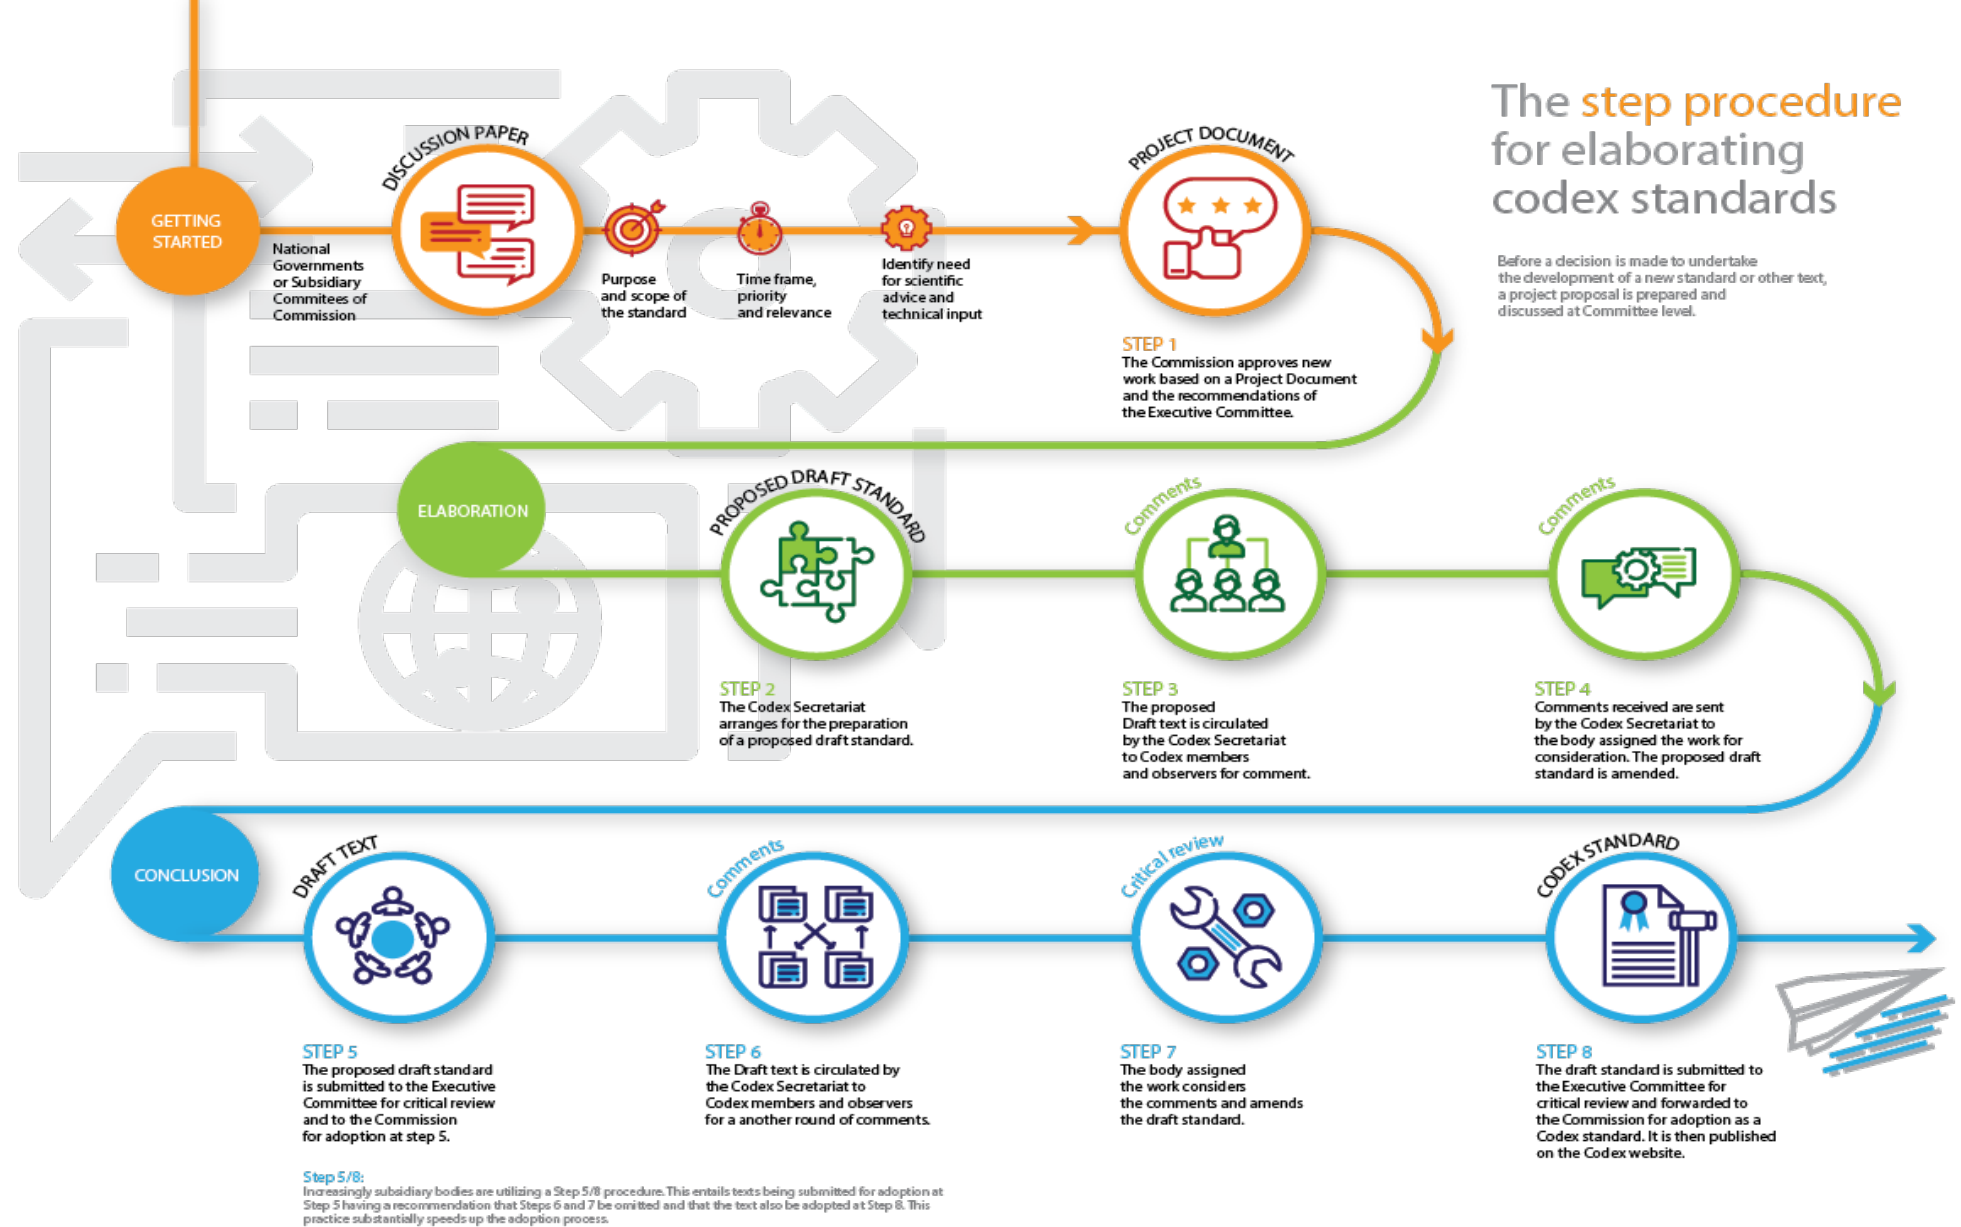 The step procedure
for elaborating
codex standards
Before a decision is made to undertake
the development of a new standard or other text,
a project proposal is prepared and
discussed at Committee level.
GETTING
STARTED
National
Governments
or Subsidiary
Commitees of
Commission
DISCUSSION PAPER
Purpose
and scope of
the standard
Time frame,
priority
and relevance
Identify need
for scientific
advice and
technical input
PROJECT DOCUMENT
STEP 1
The Commission approves new
work based on a Project Document
and the recommendations of
the Executive Committee.
ELABORATION
PROPOSED DRAFT STANDARD
STEP 2
The Codex Secretariat
arranges for the preparation
of a proposed draft standard.
Comments
STEP 3
The proposed
Draft text is circulated
by the Codex Secretariat
to Codex members
and observers for comment.
Comments
STEP 4
Comments received are sent
by the Codex Secretariat to
the body assigned the work for
consideration. The proposed draft
standard is amended.
CONCLUSION
DRAFT TEXT
STEP 5
The proposed draft standard
is submitted to the Executive
Committee for critical review
and to the Commission
for adoption at step 5.
Comments
STEP 6
The Draft text is circulated by
the Codex Secretariat to
Codex members and observers
for a another round of comments.
Critical review
STEP 7
The body assigned
the work considers
the comments and amends
the draft standard.
CODEX STANDARD
STEP 8
The draft standard is submitted to
the Executive Committee for
critical review and forwarded to
the Commission for adoption as a
Codex standard. It is then published
on the Codex website.
Step 5/8:
Increasingly subsidiary bodies are utilizing a Step 5/8 procedure. This entails texts being submitted for adoption at
Step 5 having a recommendation that Steps 6 and 7 be omitted and that the text also be adopted at Step 8. This
practice substantially speeds up the adoption process.